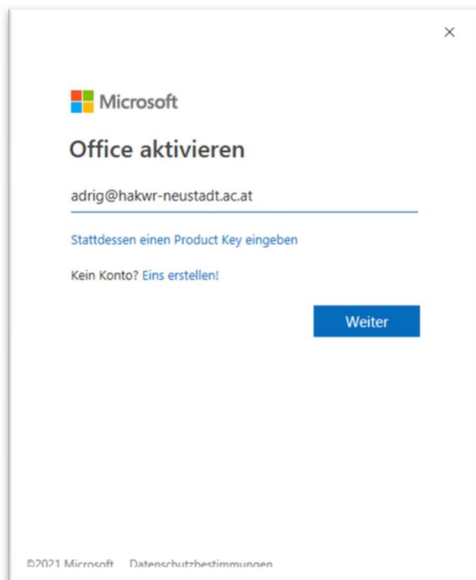 Microsoft
Office aktivieren
adrig@hakwr-neustadt.ac.at
Stattdessen einen Product Key eingeben
Kein Konto? Eins erstellen!
Weiter
©2021 Microsoft Datenschutzbestimmungen